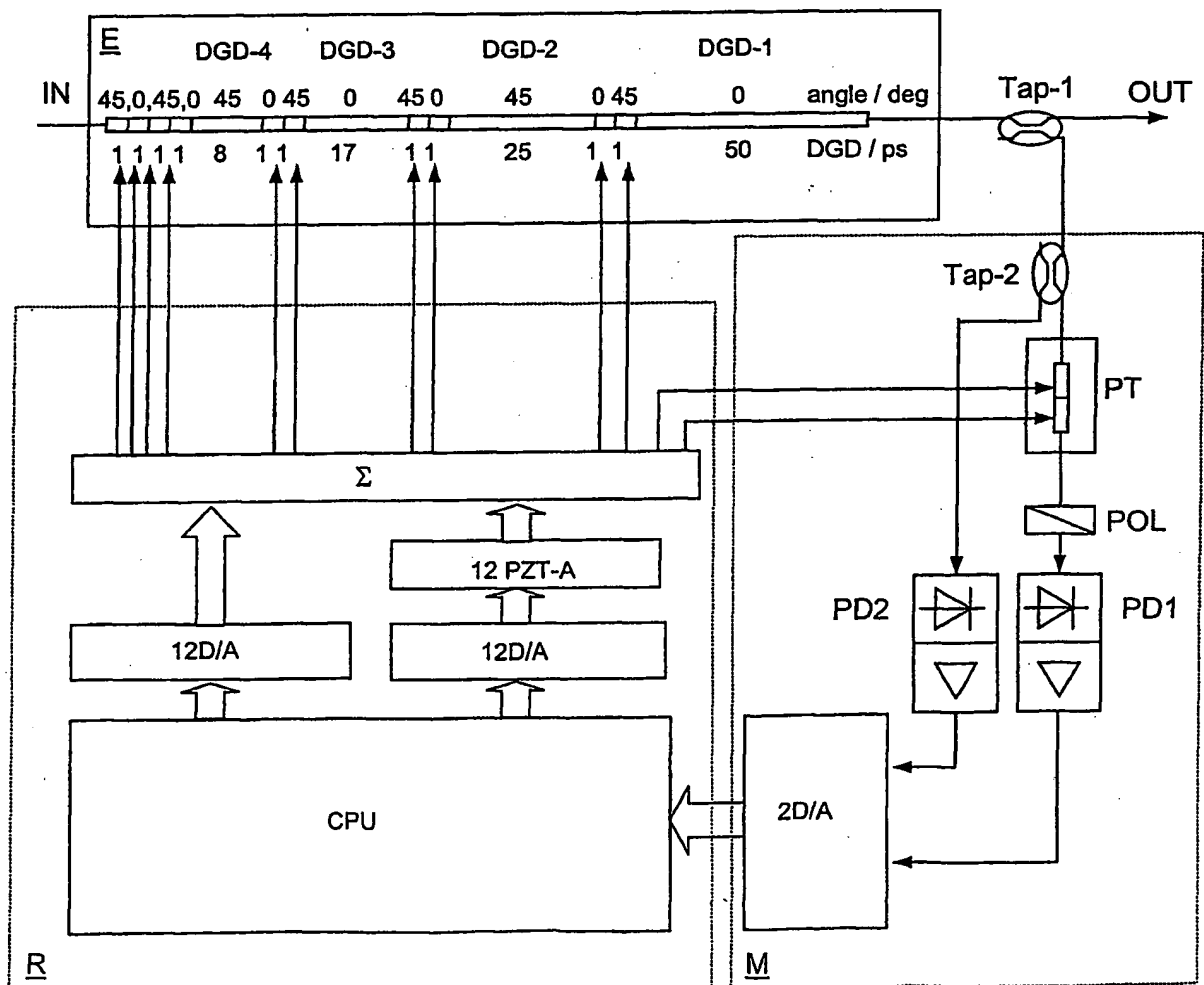 E
DGD-4 DGD-3 DGD-2 DGD-1
IN
45,0,45,0 45 0 45 0 45 0 45 0 45 0 angle / deg
Tap-1
OUT
1 1 1 1 8 1 1 17 1 1 25 1 1 50 DGD / ps
Tap-2
PT
Σ
POL
12 PZT-A
PD2
PD1
12D/A
12D/A
CPU
2D/A
R
M